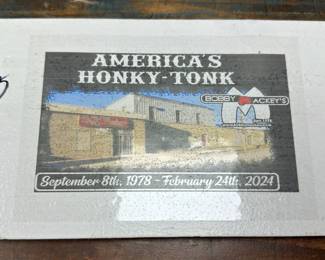 AMERICA'S
HONKY-TONK
BOBBY MACKEY'S
September 8th, 1978 - February 24th, 2024